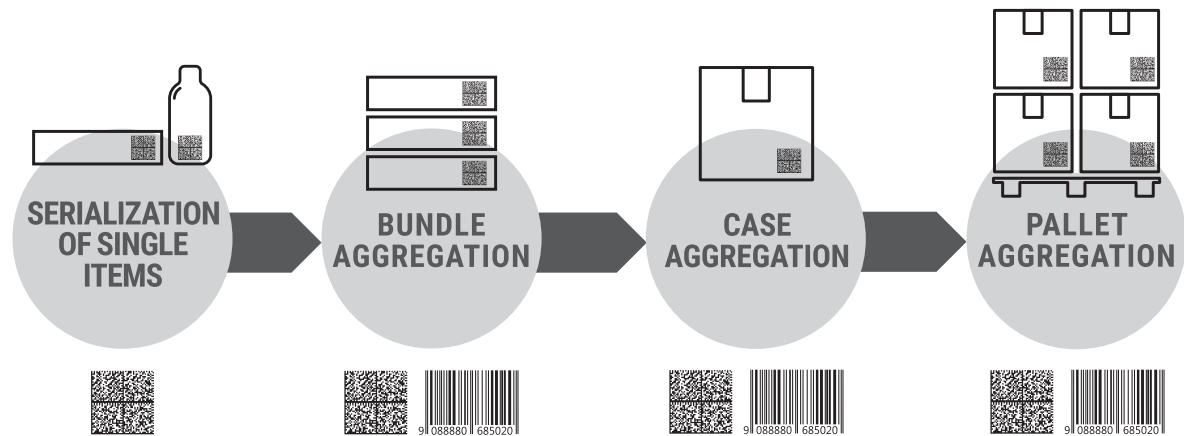 SERIALIZATION
OF SINGLE
ITEMS
BUNDLE
AGGREGATION
CASE
AGGREGATION
PALLET
AGGREGATION
9 088880 685020
9 088880 685020
9 088880 685020